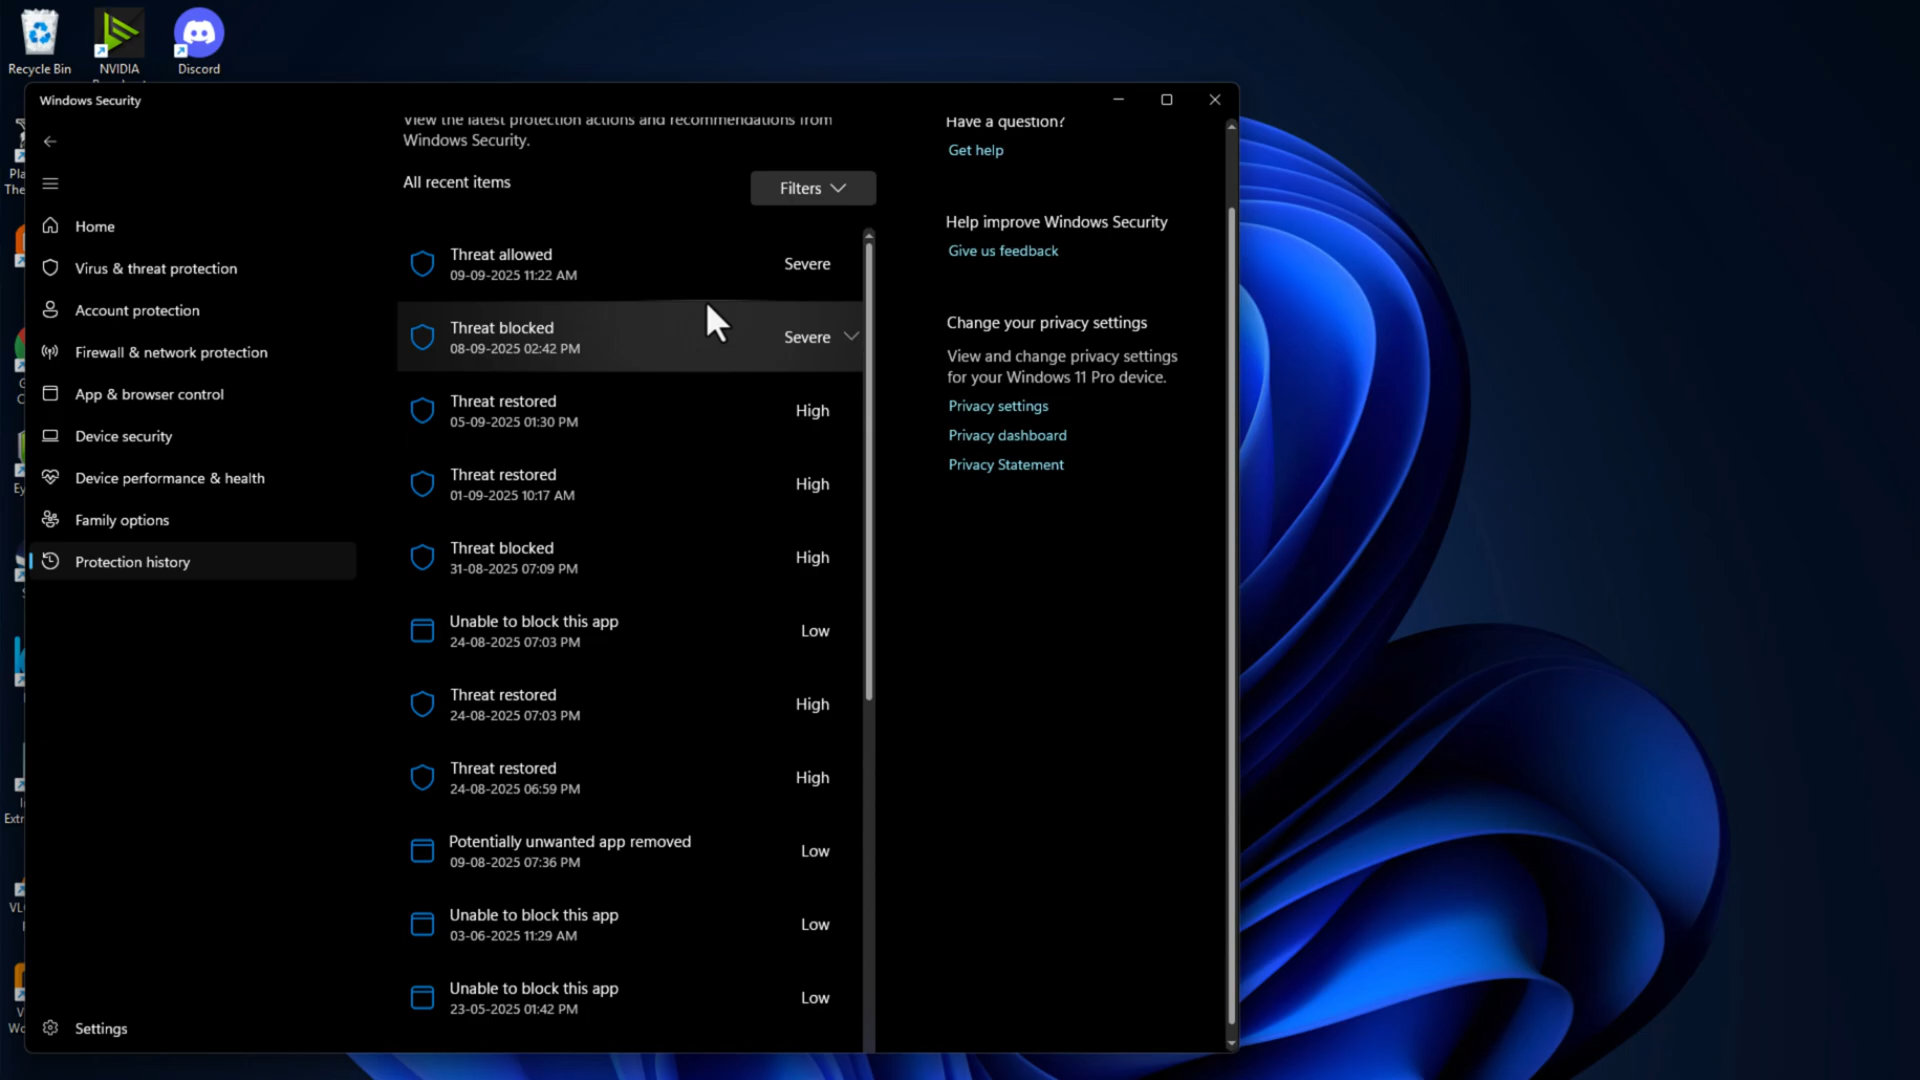 Recycle Bin
NVIDIA
Discord
Windows Security
View the latest protection actions and recommendations from
Windows Security.
All recent items
Filters
Home
Virus & threat protection
Account protection
Firewall & network protection
App & browser control
Device security
Device performance & health
Family options
Protection history
Settings
Threat allowed
09-09-2025 11:22 AM
Severe
Threat blocked
08-09-2025 02:42 PM
Severe
Threat restored
05-09-2025 01:30 PM
High
Threat restored
01-09-2025 10:17 AM
High
Threat blocked
31-08-2025 07:09 PM
High
Unable to block this app
24-08-2025 07:03 PM
Low
Threat restored
24-08-2025 07:03 PM
High
Threat restored
24-08-2025 06:59 PM
High
Potentially unwanted app removed
09-08-2025 07:36 PM
Low
Unable to block this app
03-06-2025 11:29 AM
Low
Unable to block this app
23-05-2025 01:42 PM
Low
Have a question?
Get help
Help improve Windows Security
Give us feedback
Change your privacy settings
View and change privacy settings
for your Windows 11 Pro device.
Privacy settings
Privacy dashboard
Privacy Statement